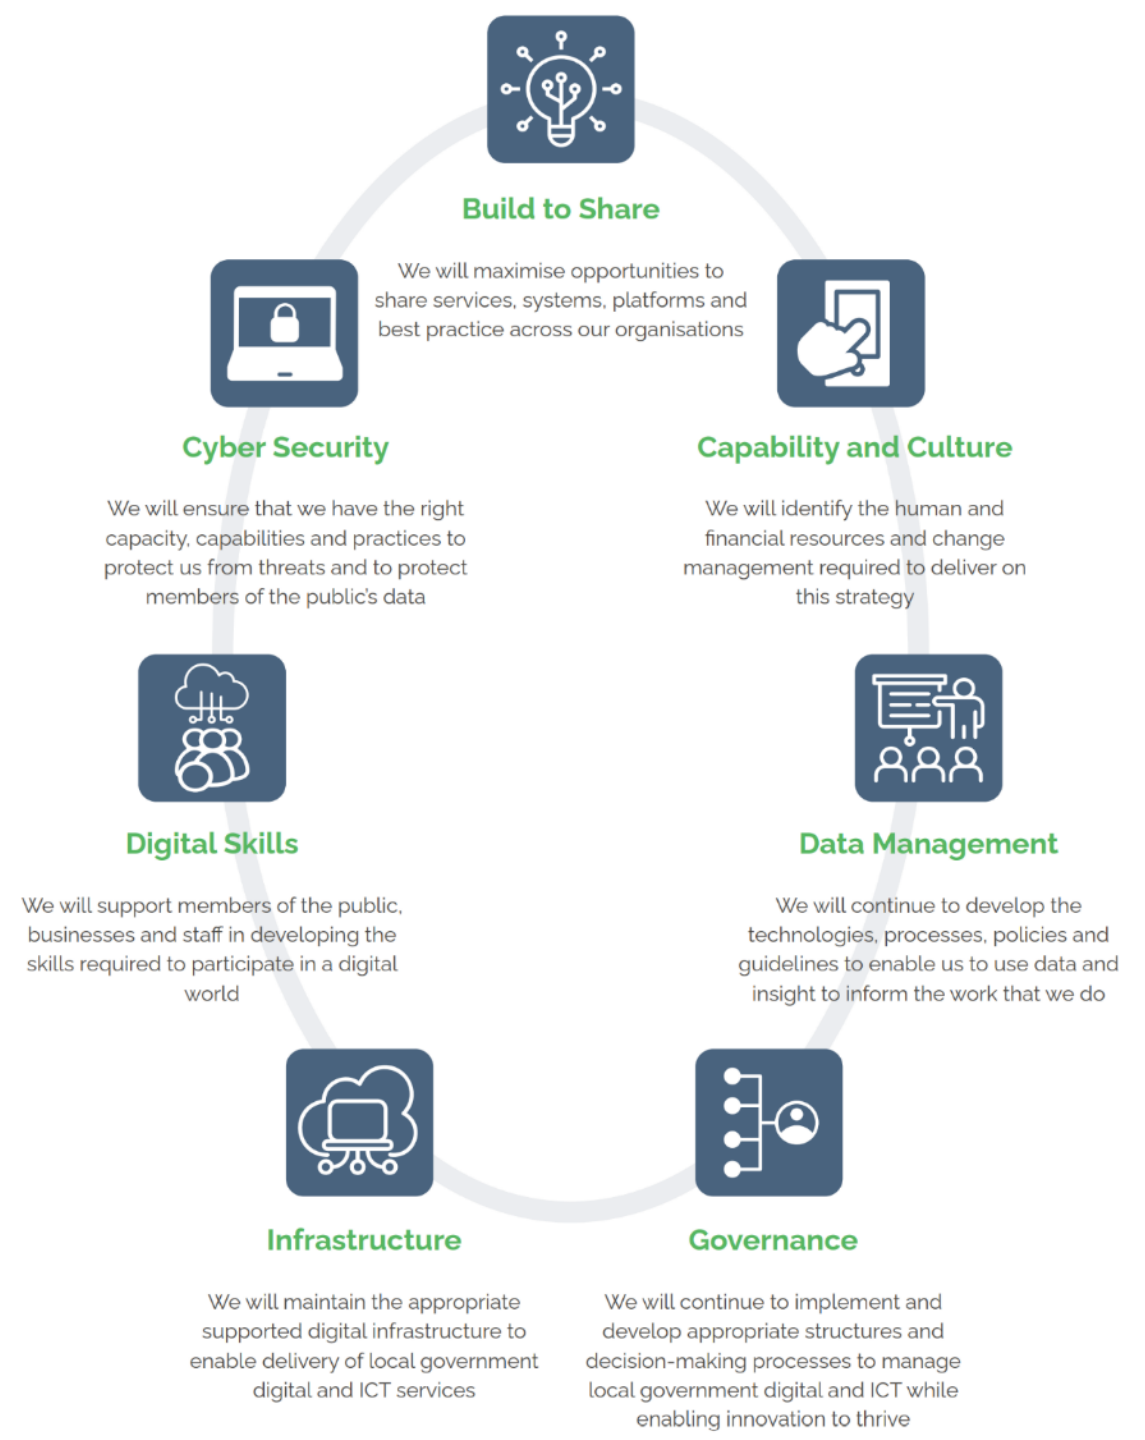 Build to Share
We will maximise opportunities to
share services, systems, platforms and
best practice across our organisations
Cyber Security
We will ensure that we have the right
capacity, capabilities and practices to
protect us from threats and to protect
members of the public's data
Capability and Culture
We will identify the human and
financial resources and change
management required to deliver on
this strategy
Digital Skills
We will support members of the public,
businesses and staff in developing the
skills required to participate in a digital
world
Data Management
We will continue to develop the
technologies, processes, policies and
guidelines to enable us to use data and
insight to inform the work that we do
Infrastructure
We will maintain the appropriate
supported digital infrastructure to
enable delivery of local government
digital and ICT services
Governance
We will continue to implement and
develop appropriate structures and
decision-making processes to manage
local government digital and ICT while
enabling innovation to thrive